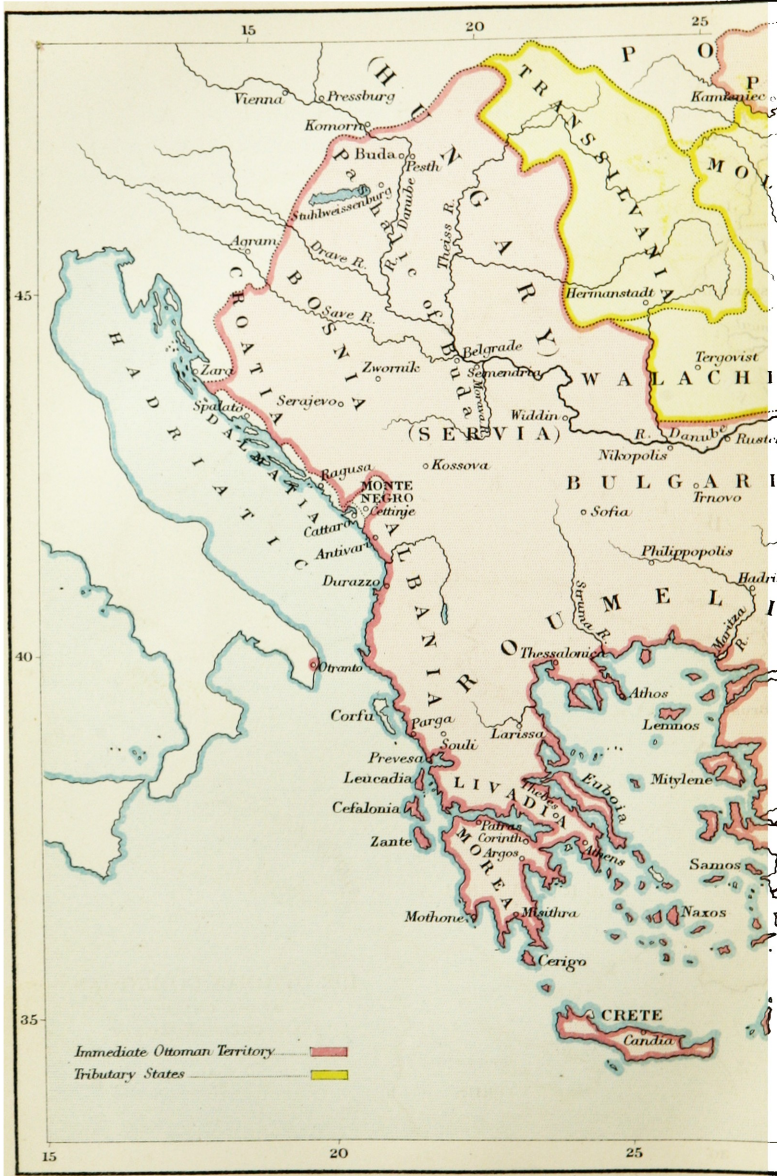 15 20 25
P O
P
(HUNGARY)
TRANSSILVANIA
Vienna
Pressburg
Kamieniec
Komorn
Buda
Pesth
MOL
Pachalic of Buda
Stuhlweissenburg
Danube
R.
Theiss R.
Agram
Drave R.
CROATIA
BOSNIA
Hermanstadt
45
Save R.
HADRIATIC
Belgrade
Tergovist
Zara
Zwornik
Semendria
Morava R.
WALACHI
Spalato
Serajevo
Widdin
DALMATIA
(SERVIA)
R. Danube
Rustc
Nikopolis
Ragusa
Kossova
MONTE
NEGRO
BULGARI
Trnovo
Cettinje
Cattaro
Sofia
Antivari
ALBANIA
Philippopolis
Durazzo
Struma R.
Hadri
ROUMELI
Maritza R.
40
Otranto
Thessalonica
Athos
Corfu
Parga
Larissa
Lemnos
Souli
Prevesa
Leucadia
LIVADIA
Thebes
Euboia
Mitylene
Cefalonia
Patras
Zante
MOREA
Corinth
Argos
Athens
Samos
Mothone
Misithra
Naxos
Cerigo
35
CRETE
Candia
Immediate Ottoman Territory
Tributary States
15 20 25